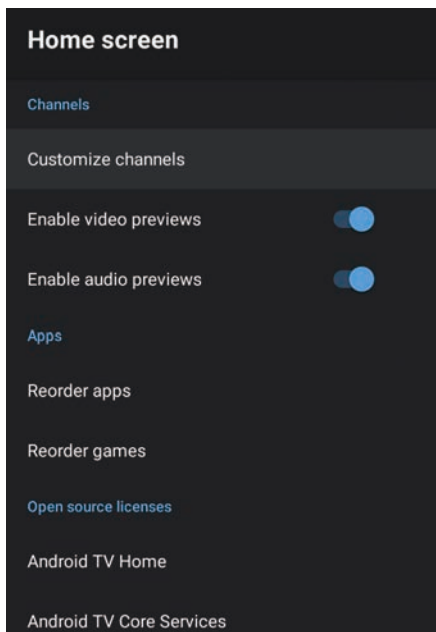 Home screen
Channels
Customize channels
Enable video previews
Enable audio previews
Apps
Reorder apps
Reorder games
Open source licenses
Android TV Home
Android TV Core Services